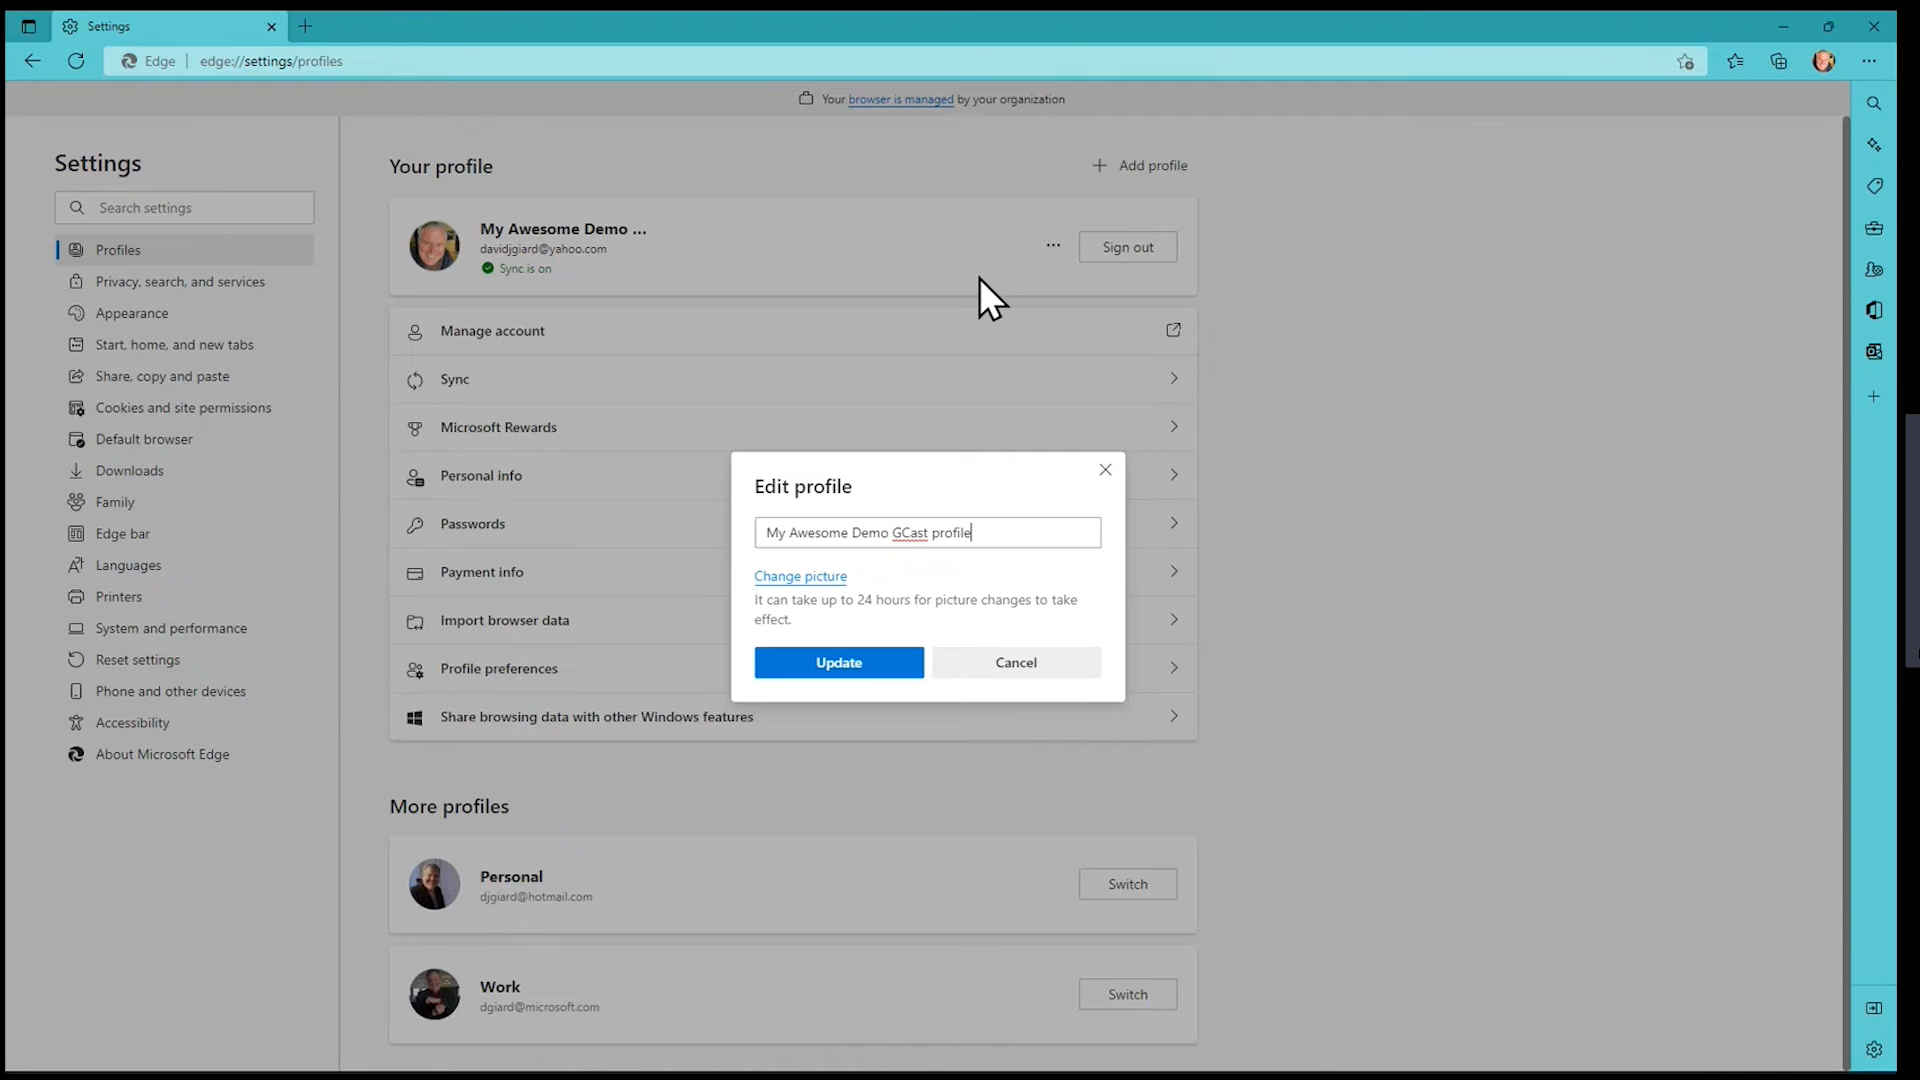 Settings
Edge
edge://settings/profiles
Your browser is managed by your organization
Settings
Search settings
Profiles
Privacy, search, and services
Appearance
Start, home, and new tabs
Share, copy and paste
Cookies and site permissions
Default browser
Downloads
Family
Edge bar
Languages
Printers
System and performance
Reset settings
Phone and other devices
Accessibility
About Microsoft Edge
Your profile
Add profile
My Awesome Demo ...
davidjgiard@yahoo.com
Sync is on
Sign out
Manage account
Sync
Microsoft Rewards
Personal info
Passwords
Payment info
Import browser data
Profile preferences
Share browsing data with other Windows features
Edit profile
My Awesome Demo GCast profile
Change picture
It can take up to 24 hours for picture changes to take
effect.
Update
Cancel
More profiles
Personal
djgiard@hotmail.com
Switch
Work
dgiard@microsoft.com
Switch